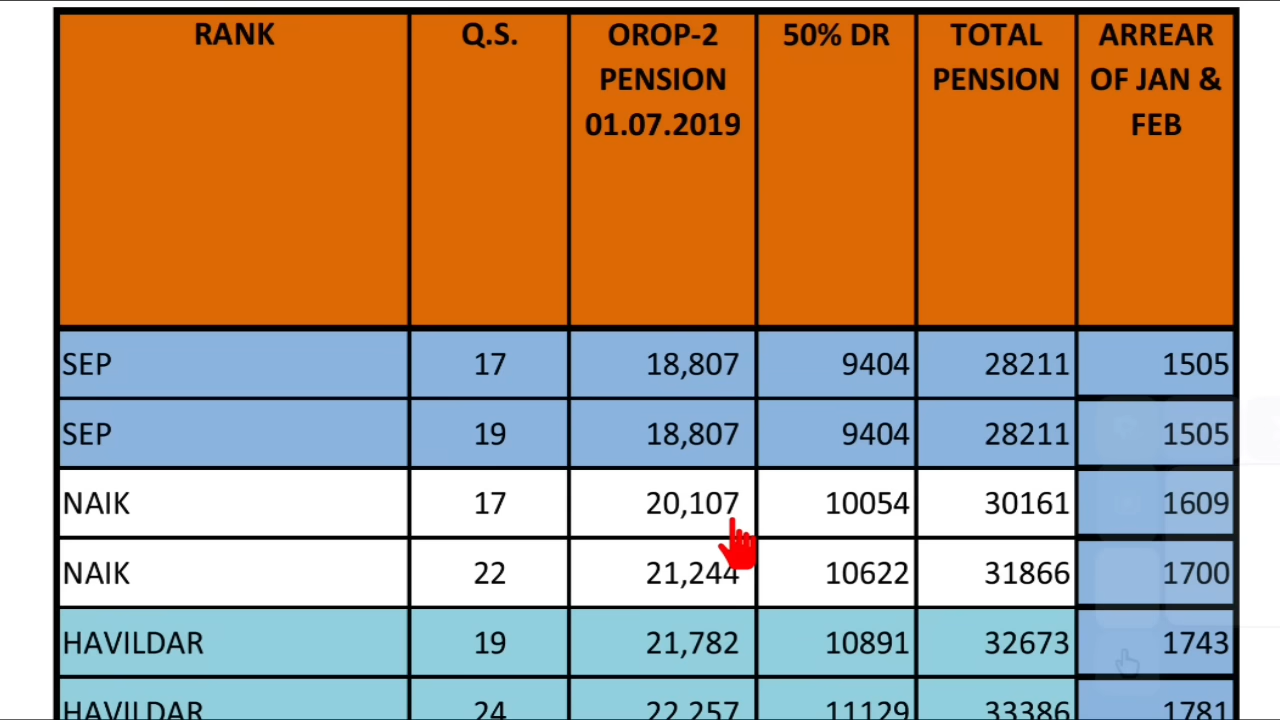 RANK Q.S. OROP-2 50% DR TOTAL ARREAR
PENSION PENSION OF JAN &
01.07.2019 FEB
SEP 17 18,807 9404 28211 1505
SEP 19 18,807 9404 28211 1505
NAIK 17 20,107 10054 30161 1609
NAIK 22 21,244 10622 31866 1700
HAVILDAR 19 21,782 10891 32673 1743
HAVILDAR 24 22,257 11129 33386 1781